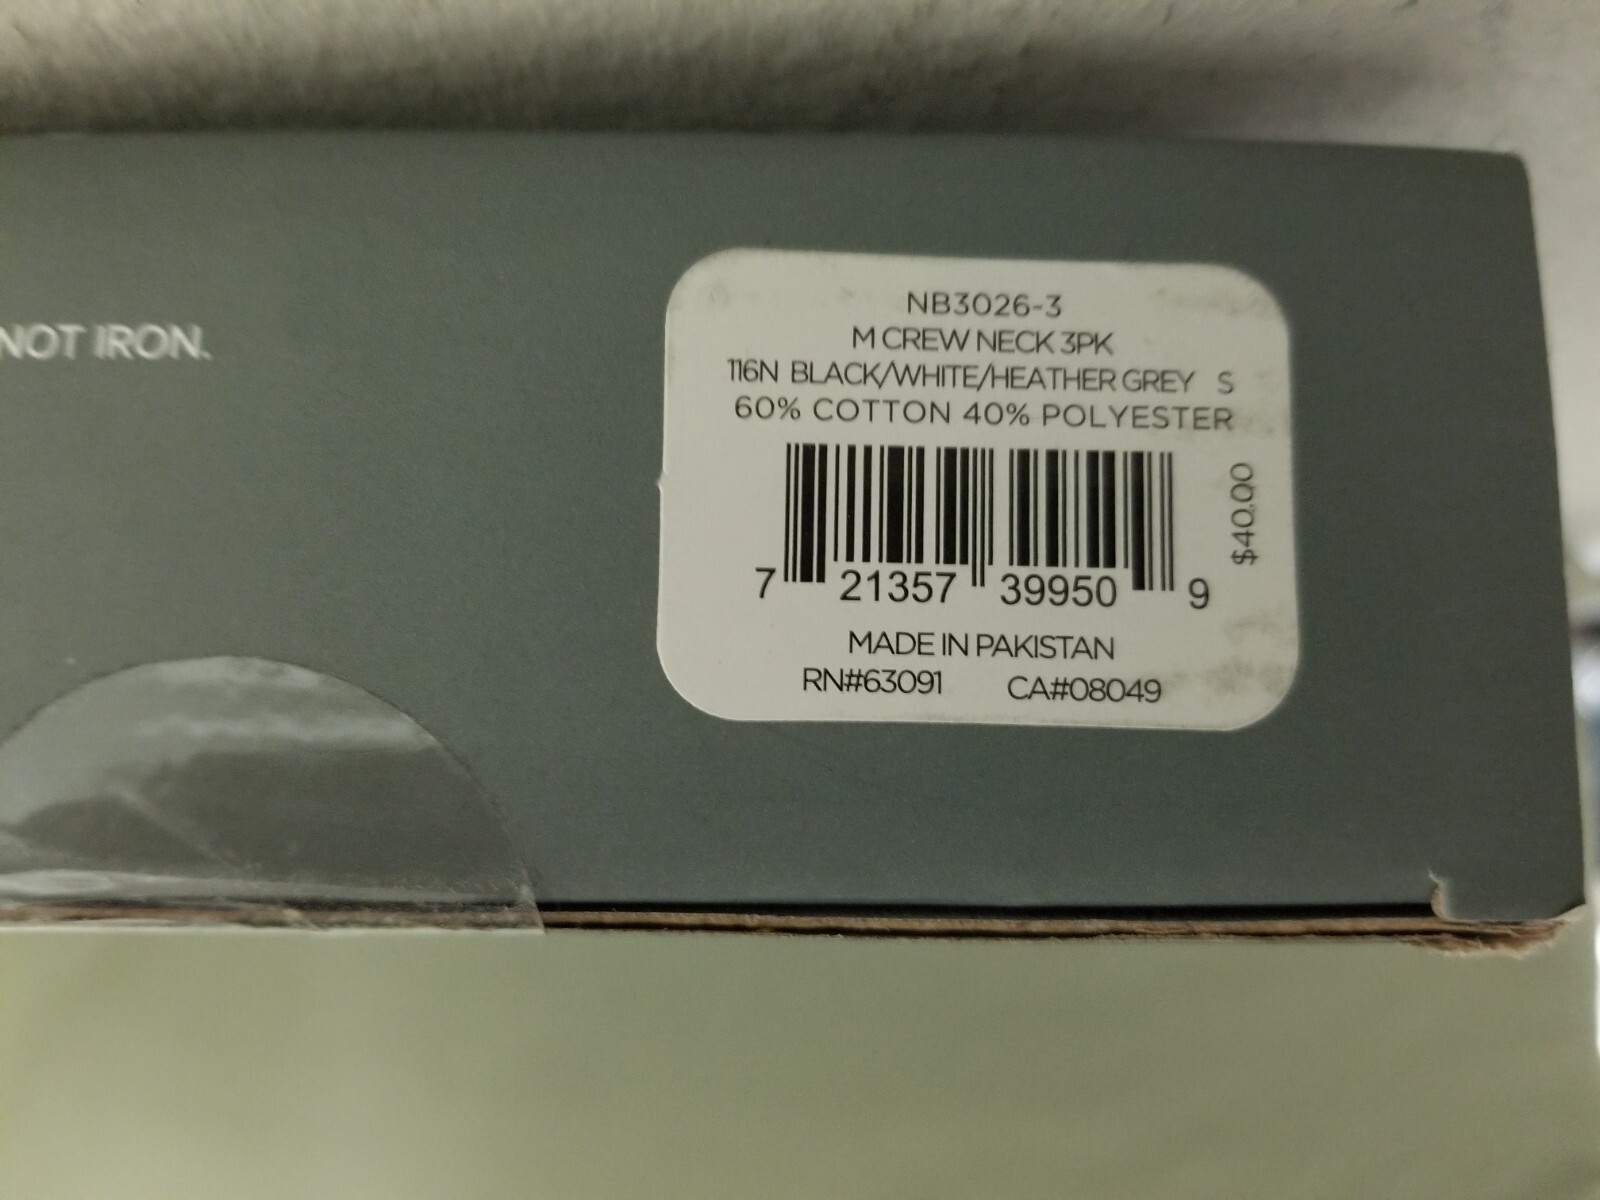 NOT IRON.
NB3026-3
M CREW NECK 3PK
116N BLACK/WHITE/HEATHER GREY S
60% COTTON 40% POLYESTER
$40.00
7 21357 39950 9
MADE IN PAKISTAN
RN#63091 CA#08049